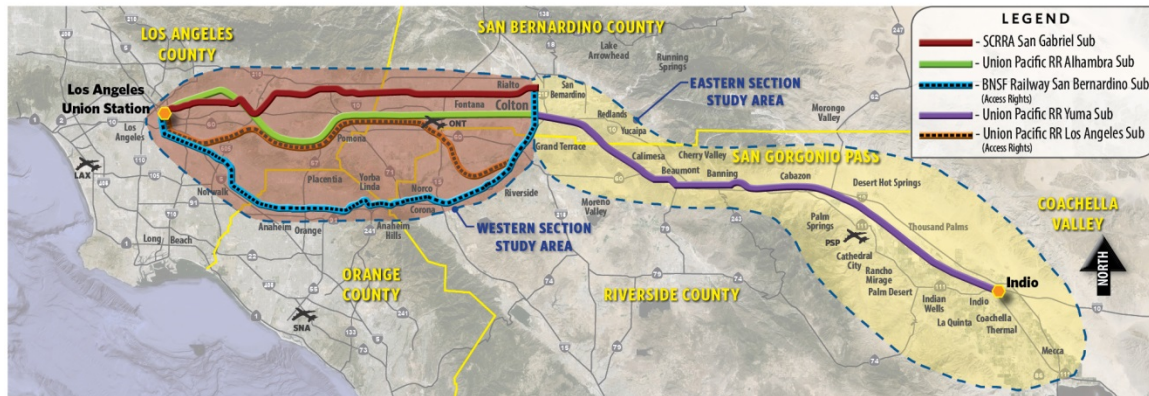 LOS ANGELES
COUNTY
SAN BERNARDINO COUNTY
Lake
Arrowhead
Running
Springs
Los Angeles
Union Station
Rialto
San
Bernardino
EASTERN SECTION
STUDY AREA
Fontana
Colton
Redlands
Yucaipa
Morongo
Valley
Los
Angeles
Pomona
ONT
Grand Terrace
Calimesa
Cherry Valley
SAN GORGONIO PASS
LAX
Placentia
Yorba
Linda
Norco
Riverside
Beaumont
Banning
Cabazon
Desert Hot Springs
Norwalk
Corona
Moreno
Valley
COACHELLA
VALLEY
Anaheim
Orange
Anaheim
Hills
WESTERN SECTION
STUDY AREA
Palm
Springs
Thousand Palms
Long Beach
PSP
Cathedral
City
Rancho
Mirage
Palm Desert
ORANGE
COUNTY
RIVERSIDE COUNTY
Indio
NORTH
SNA
Indian
Wells
Indio
La Quinta
Coachella
Thermal
Mecca
LEGEND
- SCRRA San Gabriel Sub
- Union Pacific RR Alhambra Sub
- BNSF Railway San Bernardino Sub
(Access Rights)
- Union Pacific RR Yuma Sub
- Union Pacific RR Los Angeles Sub
(Access Rights)